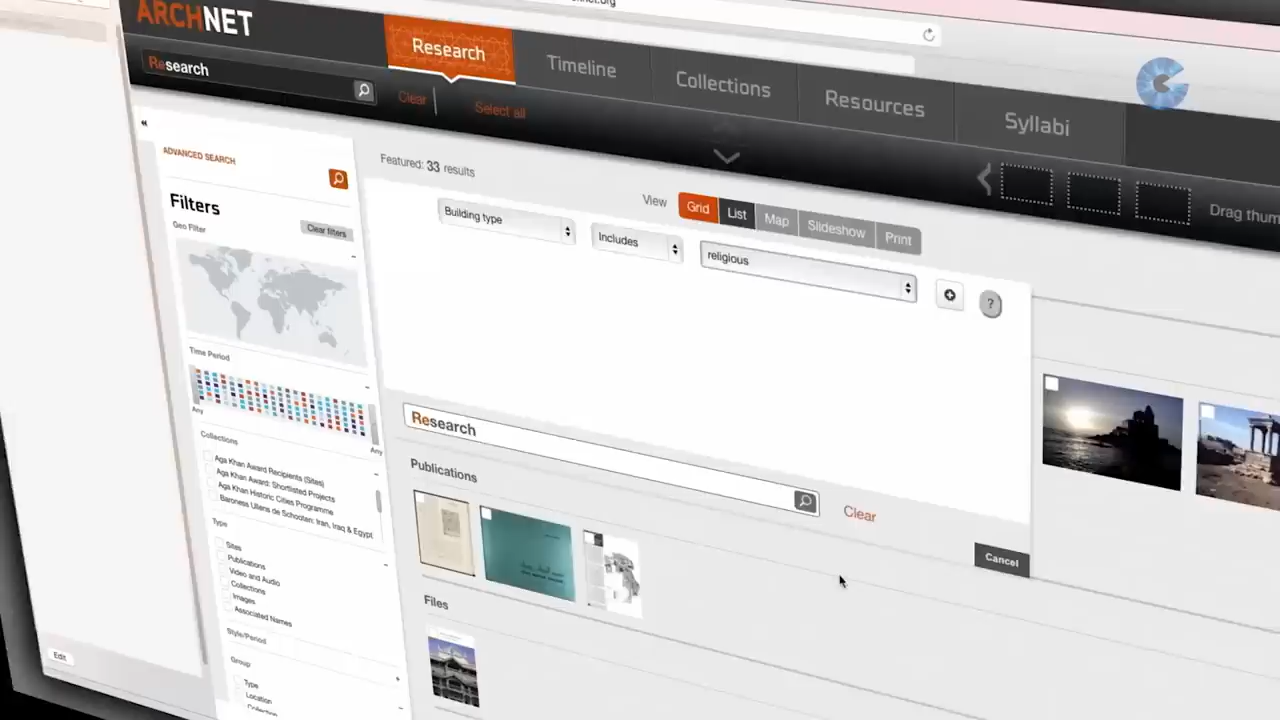 ARCHNET
Research
Timeline
Collections
Resources
Syllabi
Research
Clear
Select all
Drag thum
ADVANCED SEARCH
Featured: 33 results
View
Grid
List
Map
Slideshow
Print
Filters
Geo Filter
Clear filters
Building type
Includes
religious
?
Time Period
Any
Any
Collections
Aga Khan Award Recipients (Sites)
Aga Khan Award: Shortlisted Projects
Aga Khan Historic Cities Programme
Baroness Ullens de Schooten: Iran, Iraq & Egypt
Research
Clear
Cancel
Publications
Type
Sites
Publications
Video and Audio
Collections
Images
Associated Names
Files
Style/Period
Group
Type
Location
Collection
Edit